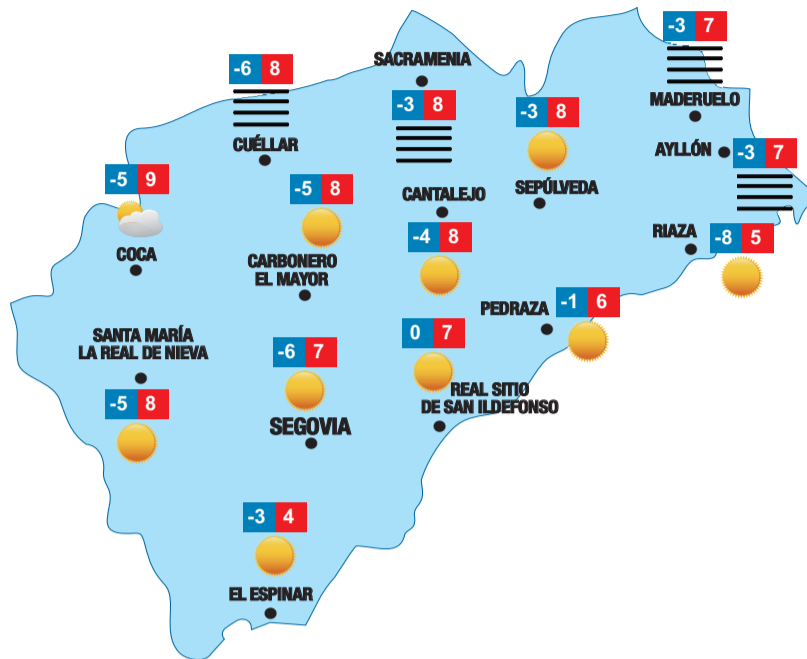 -3 7
SACRAMENIA
-6 8
MADERUELO
-3 8
-3 8
CUÉLLAR
AYLLÓN
-3 7
-5 9
-5 8
CANTALEJO
SEPÚLVEDA
COCA
CARBONERO
EL MAYOR
-4 8
RIAZA
-8 5
SANTA MARÍA
LA REAL DE NIEVA
PEDRAZA
-1 6
-6 7
0 7
-5 8
SEGOVIA
REAL SITIO
DE SAN ILDEFONSO
-3 4
EL ESPINAR